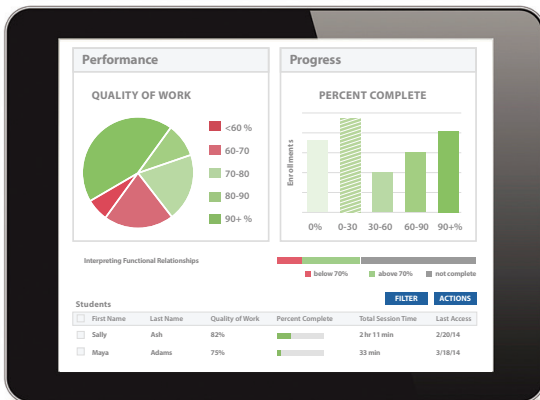 Performance
QUALITY OF WORK
<60 %
60-70
70-80
80-90
90+ %
Progress
PERCENT COMPLETE
Enrollments
0% 0-30 30-60 60-90 90+%
Interpreting Functional Relationships
below 70% above 70% not complete
FILTER ACTIONS
Students
First Name Last Name Quality of Work Percent Complete Total Session Time Last Access
Sally Ash 82% 2 hr 11 min 2/20/14
Maya Adams 75% 33 min 3/18/14